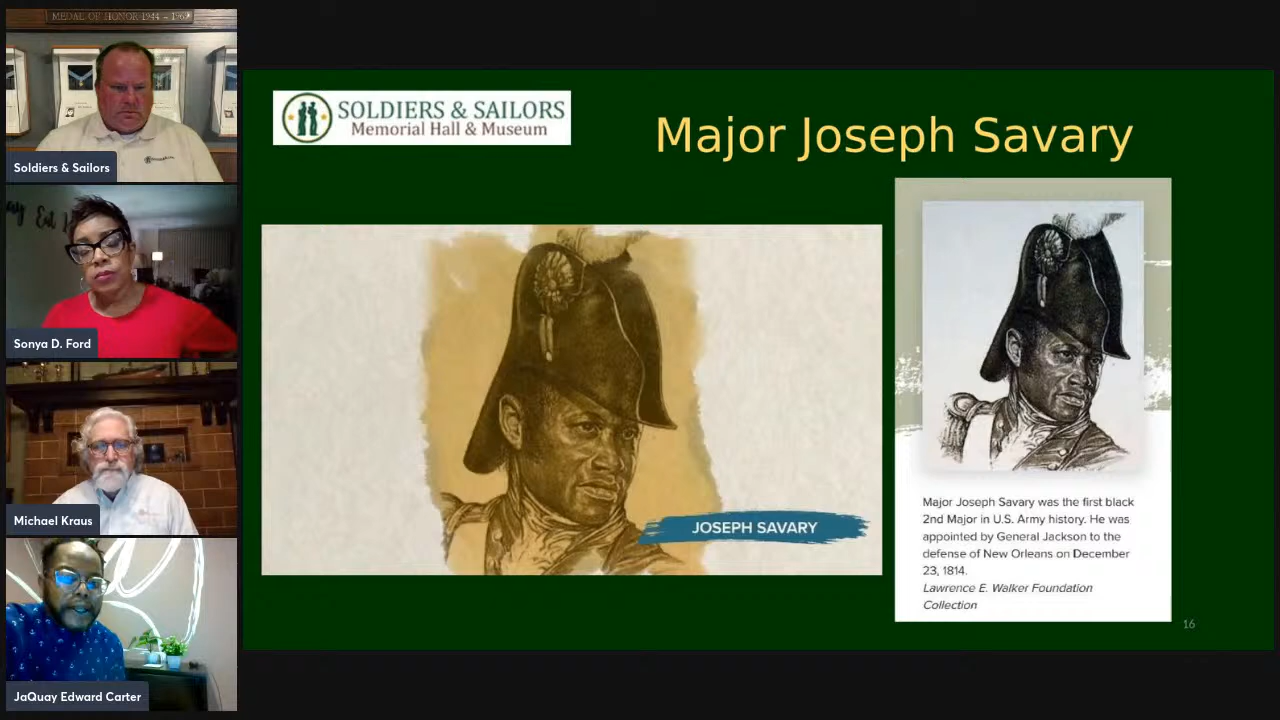 MEDAL OF HONOR 1944 - 1969
Soldiers & Sailors
Sonya D. Ford
Michael Kraus
JaQuay Edward Carter
SOLDIERS & SAILORS
Memorial Hall & Museum
Major Joseph Savary
JOSEPH SAVARY
Major Joseph Savary was the first black
2nd Major in U.S. Army history. He was
appointed by General Jackson to the
defense of New Orleans on December
23, 1814.
Lawrence E. Walker Foundation
Collection
16